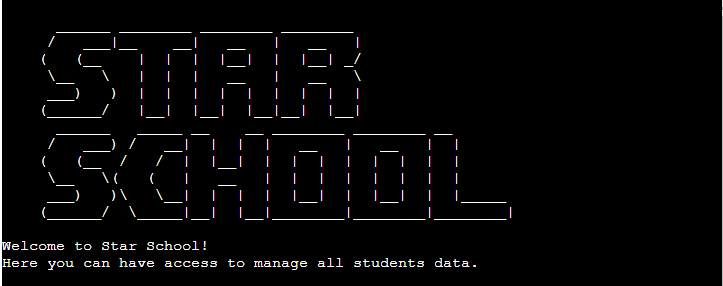 STAR
SCHOOL
Welcome to Star School!
Here you can have access to manage all students data.